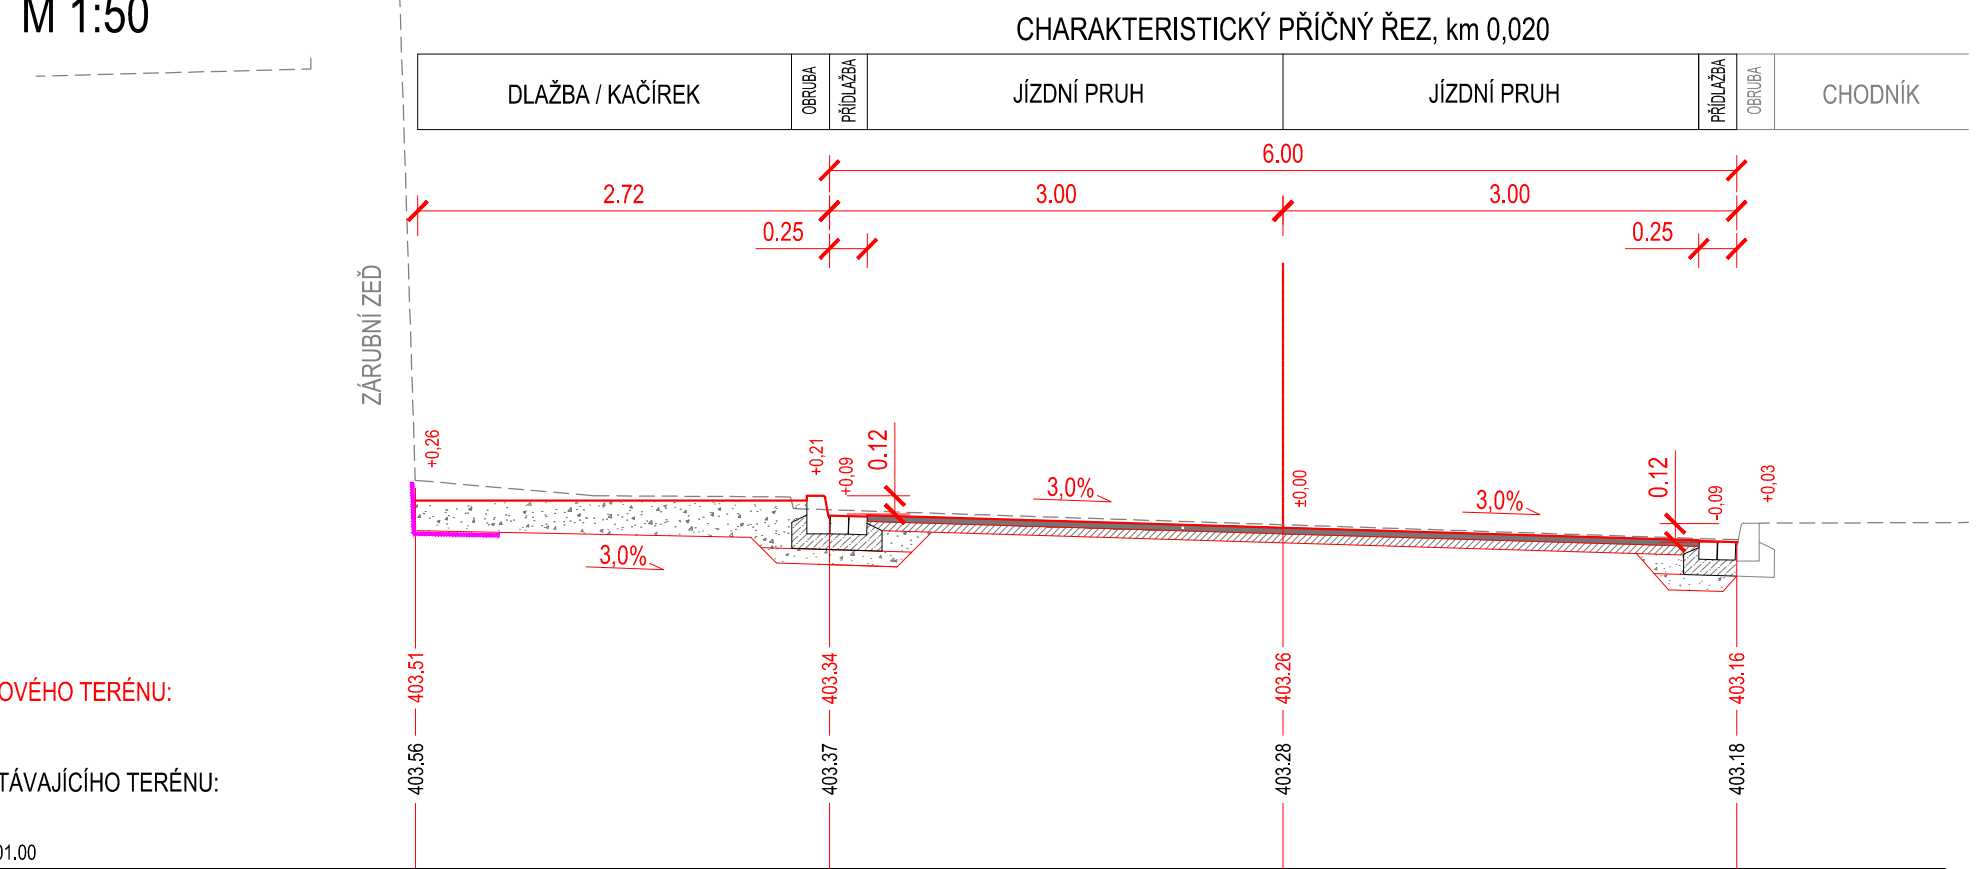 M 1:50
CHARAKTERISTICKÝ PŘÍČNÝ ŘEZ, km 0,020
DLAŽBA / KAČÍREK
OBRUBA
PŘÍDLAŽBA
JÍZDNÍ PRUH
JÍZDNÍ PRUH
PŘÍDLAŽBA
OBRUBA
CHODNÍK
6.00
2.72
3.00
3.00
0.25
0.25
ZÁRUBNÍ ZEĎ
+0,26
+0,21
+0,09
0.12
3,0%
±0,00
3,0%
0.12
-0,09
+0,03
3,0%
OVÉHO TERÉNU:
403.51
403.34
403.26
403.16
TÁVAJÍCÍHO TERÉNU:
403.56
403.37
403.28
403.18
01.00